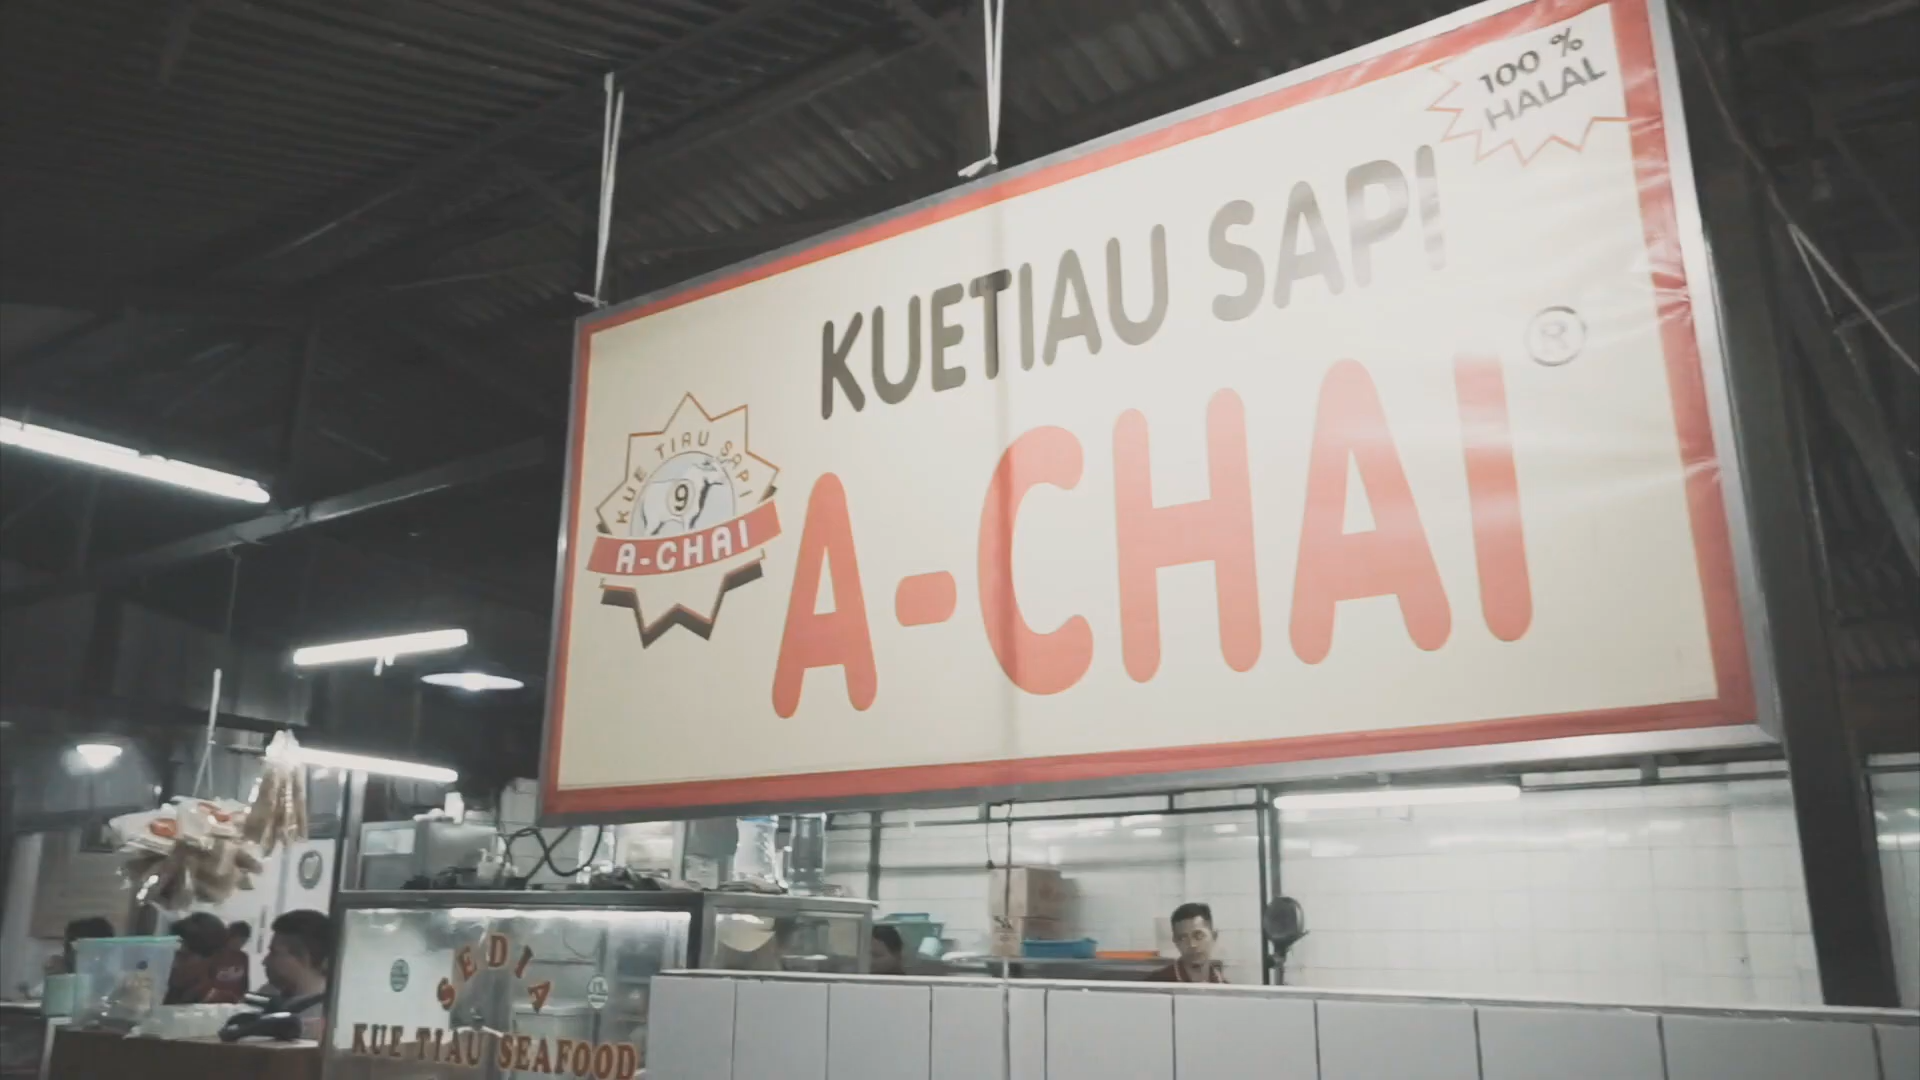 100 %
HALAL
KUETIAU SAPI
A-CHAI ®
KUE TIAU SAPI
9
A-CHAI
SEDIA
KUE TIAU SEAFOOD